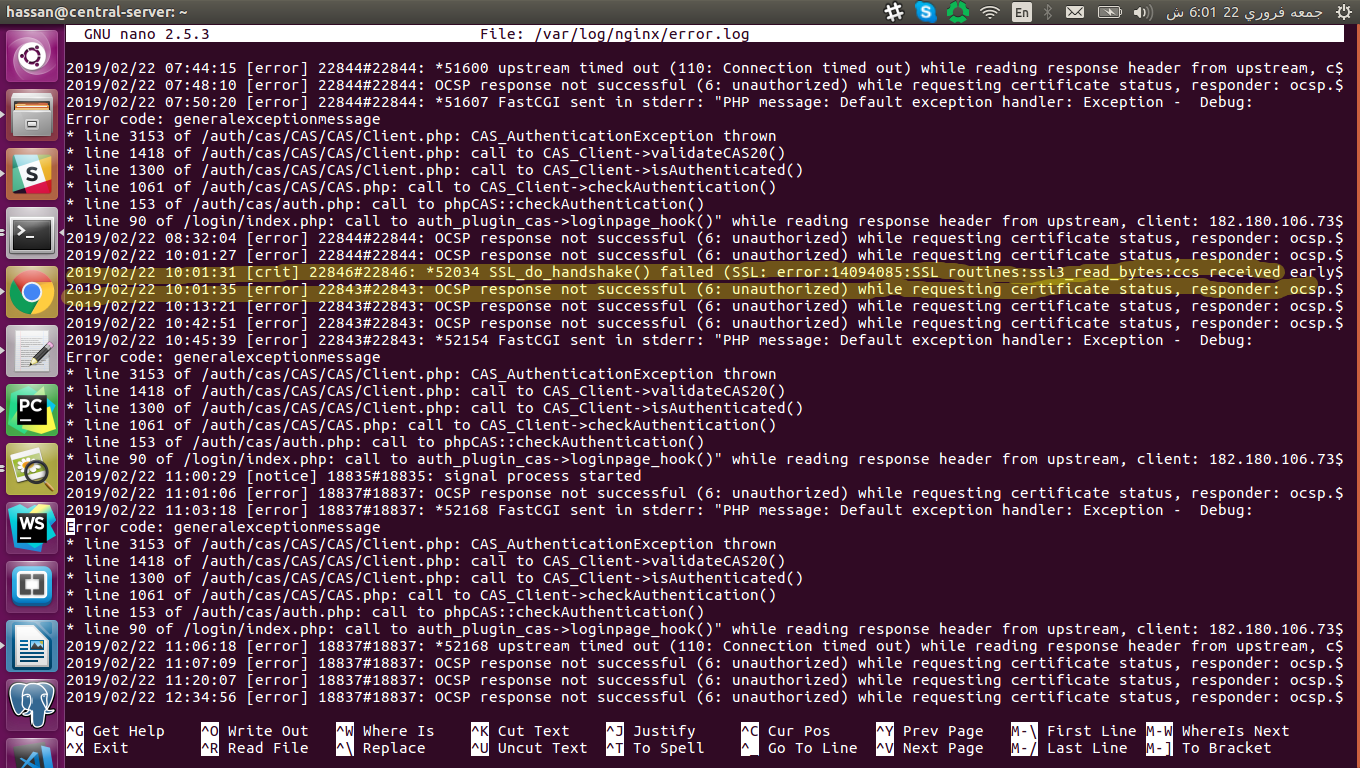 hassan@central-server: ~
En
جمعه فروري 22 6:01 ش
GNU nano 2.5.3 File: /var/log/nginx/error.log
2019/02/22 07:44:15 [error] 22844#22844: *51600 upstream timed out (110: Connection timed out) while reading response header from upstream, c$
2019/02/22 07:48:10 [error] 22844#22844: OCSP response not successful (6: unauthorized) while requesting certificate status, responder: ocsp.$
2019/02/22 07:50:20 [error] 22844#22844: *51607 FastCGI sent in stderr: "PHP message: Default exception handler: Exception -  Debug:
Error code: generalexceptionmessage
* line 3153 of /auth/cas/CAS/CAS/Client.php: CAS_AuthenticationException thrown
* line 1418 of /auth/cas/CAS/CAS/Client.php: call to CAS_Client->validateCAS20()
* line 1300 of /auth/cas/CAS/CAS/Client.php: call to CAS_Client->isAuthenticated()
* line 1061 of /auth/cas/CAS/CAS.php: call to CAS_Client->checkAuthentication()
* line 153 of /auth/cas/auth.php: call to phpCAS::checkAuthentication()
* line 90 of /login/index.php: call to auth_plugin_cas->loginpage_hook()" while reading response header from upstream, client: 182.180.106.73$
2019/02/22 08:32:04 [error] 22844#22844: OCSP response not successful (6: unauthorized) while requesting certificate status, responder: ocsp.$
2019/02/22 10:01:27 [error] 22844#22844: OCSP response not successful (6: unauthorized) while requesting certificate status, responder: ocsp.$
2019/02/22 10:01:31 [crit] 22846#22846: *52034 SSL_do_handshake() failed (SSL: error:14094085:SSL routines:ssl3_read_bytes:ccs received early$
2019/02/22 10:01:35 [error] 22843#22843: OCSP response not successful (6: unauthorized) while requesting certificate status, responder: ocsp.$
2019/02/22 10:13:21 [error] 22843#22843: OCSP response not successful (6: unauthorized) while requesting certificate status, responder: ocsp.$
2019/02/22 10:42:51 [error] 22843#22843: OCSP response not successful (6: unauthorized) while requesting certificate status, responder: ocsp.$
2019/02/22 10:45:39 [error] 22843#22843: *52154 FastCGI sent in stderr: "PHP message: Default exception handler: Exception -  Debug:
Error code: generalexceptionmessage
* line 3153 of /auth/cas/CAS/CAS/Client.php: CAS_AuthenticationException thrown
* line 1418 of /auth/cas/CAS/CAS/Client.php: call to CAS_Client->validateCAS20()
* line 1300 of /auth/cas/CAS/CAS/Client.php: call to CAS_Client->isAuthenticated()
* line 1061 of /auth/cas/CAS/CAS.php: call to CAS_Client->checkAuthentication()
* line 153 of /auth/cas/auth.php: call to phpCAS::checkAuthentication()
* line 90 of /login/index.php: call to auth_plugin_cas->loginpage_hook()" while reading response header from upstream, client: 182.180.106.73$
2019/02/22 11:00:29 [notice] 18835#18835: signal process started
2019/02/22 11:01:06 [error] 18837#18837: OCSP response not successful (6: unauthorized) while requesting certificate status, responder: ocsp.$
2019/02/22 11:03:18 [error] 18837#18837: *52168 FastCGI sent in stderr: "PHP message: Default exception handler: Exception -  Debug:
Error code: generalexceptionmessage
* line 3153 of /auth/cas/CAS/CAS/Client.php: CAS_AuthenticationException thrown
* line 1418 of /auth/cas/CAS/CAS/Client.php: call to CAS_Client->validateCAS20()
* line 1300 of /auth/cas/CAS/CAS/Client.php: call to CAS_Client->isAuthenticated()
* line 1061 of /auth/cas/CAS/CAS.php: call to CAS_Client->checkAuthentication()
* line 153 of /auth/cas/auth.php: call to phpCAS::checkAuthentication()
* line 90 of /login/index.php: call to auth_plugin_cas->loginpage_hook()" while reading response header from upstream, client: 182.180.106.73$
2019/02/22 11:06:18 [error] 18837#18837: *52168 upstream timed out (110: Connection timed out) while reading response header from upstream, c$
2019/02/22 11:07:09 [error] 18837#18837: OCSP response not successful (6: unauthorized) while requesting certificate status, responder: ocsp.$
2019/02/22 11:20:07 [error] 18837#18837: OCSP response not successful (6: unauthorized) while requesting certificate status, responder: ocsp.$
2019/02/22 12:34:56 [error] 18837#18837: OCSP response not successful (6: unauthorized) while requesting certificate status, responder: ocsp.$
^G Get Help ^O Write Out ^W Where Is ^K Cut Text ^J Justify ^C Cur Pos ^Y Prev Page M-\ First Line M-W WhereIs Next
^X Exit ^R Read File ^\ Replace ^U Uncut Text ^T To Spell ^_ Go To Line ^V Next Page M-/ Last Line M-] To Bracket
S
PC
WS